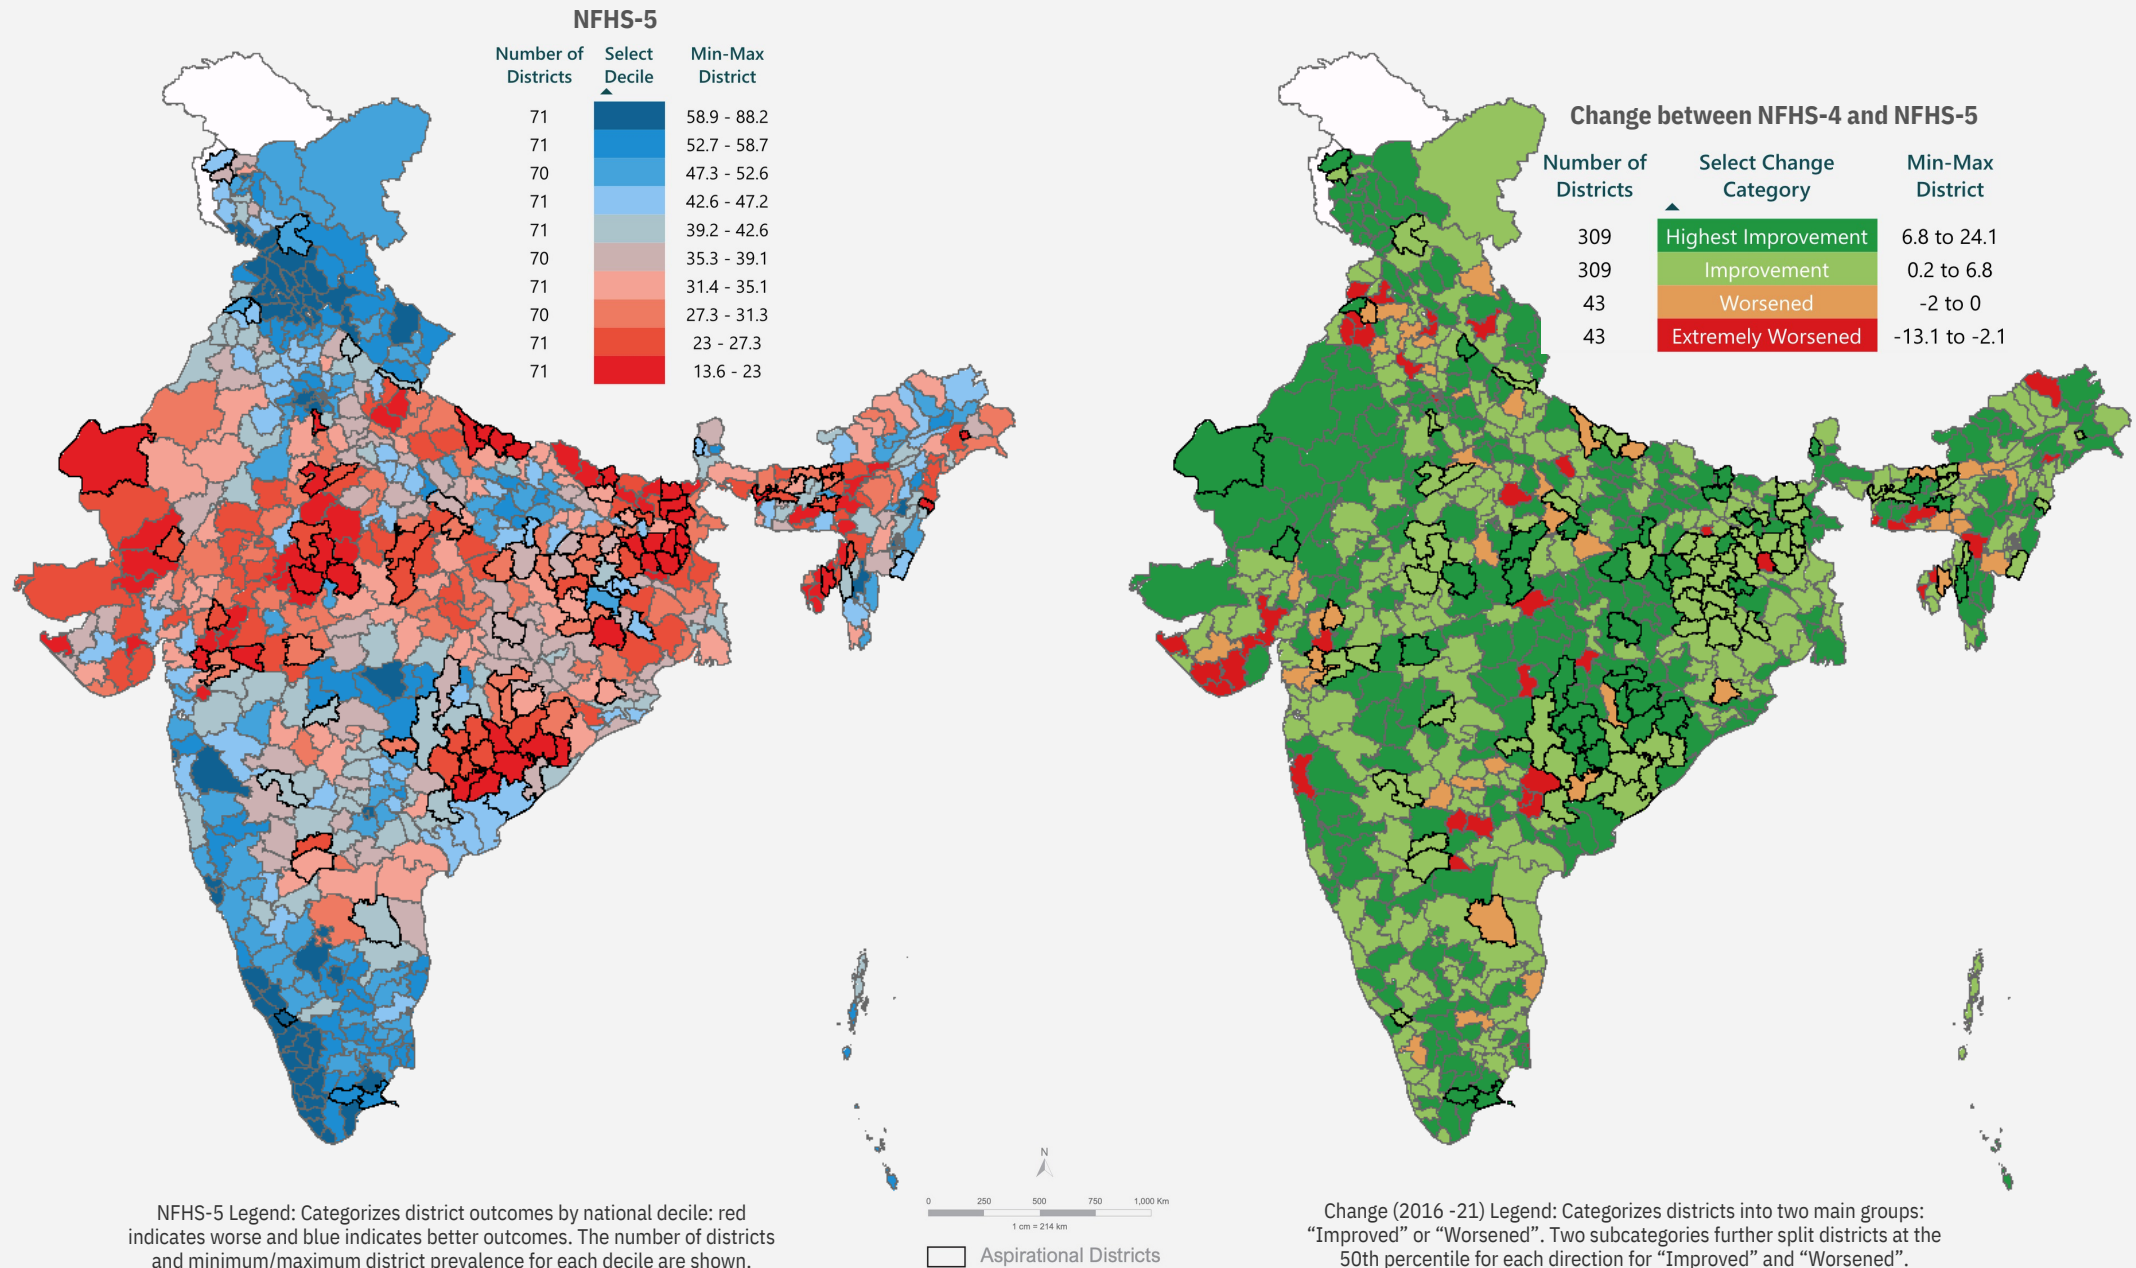 NFHS-5
Number of Districts Select Decile Min-Max District
71 58.9 - 88.2
71 52.7 - 58.7
70 47.3 - 52.6
71 42.6 - 47.2
71 39.2 - 42.6
70 35.3 - 39.1
71 31.4 - 35.1
70 27.3 - 31.3
71 23 - 27.3
71 13.6 - 23
NFHS-5 Legend: Categorizes district outcomes by national decile: red
indicates worse and blue indicates better outcomes. The number of districts
and minimum/maximum district prevalence for each decile are shown.
N
0 250 500 750 1,000 Km
1 cm = 214 km
Aspirational Districts
Change between NFHS-4 and NFHS-5
Number of Districts Select Change Category Min-Max District
309 Highest Improvement 6.8 to 24.1
309 Improvement 0.2 to 6.8
43 Worsened -2 to 0
43 Extremely Worsened -13.1 to -2.1
Change (2016 -21) Legend: Categorizes districts into two main groups:
“Improved” or “Worsened”. Two subcategories further split districts at the
50th percentile for each direction for “Improved” and “Worsened”.